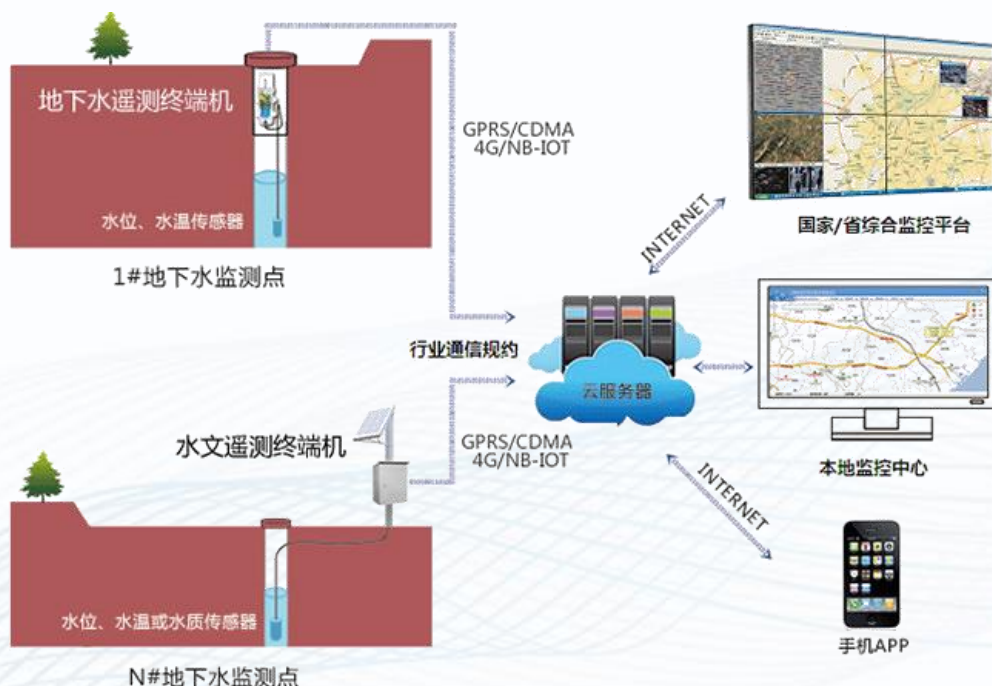 地下水遥测终端机
水位、水温传感器
1#地下水监测点
GPRS/CDMA
4G/NB-IOT
行业通信规约
水文遥测终端机
GPRS/CDMA
4G/NB-IOT
水位、水温或水质传感器
N#地下水监测点
云服务器
INTERNET
国家/省综合监控平台
本地监控中心
INTERNET
手机APP